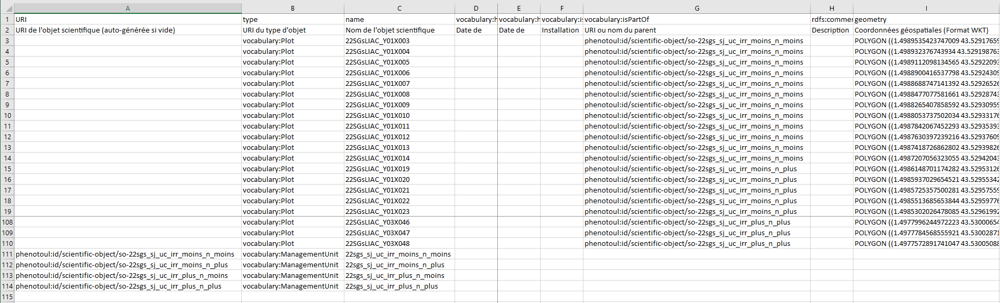 A B C D E F G H I
1 URI type name vocabulary:h vocabulary:h vocabulary:is vocabulary:isPartOf rdfs:commen geometry
2 URI de l'objet scientifique (auto-générée si vide) URI du type d'objet Nom de l'objet scientifique Date de Date de Installation URI ou nom du parent Description Coordonnées géospatiales (Format WKT)
3 vocabulary:Plot 22SGsLIAC_Y01X003 phenotoul:id/scientific-object/so-22sgs_sj_uc_irr_moins_n_moins POLYGON ((1.4989535423747009 43.52917659
4 vocabulary:Plot 22SGsLIAC_Y01X004 phenotoul:id/scientific-object/so-22sgs_sj_uc_irr_moins_n_moins POLYGON ((1.498932376743934 43.529198763
5 vocabulary:Plot 22SGsLIAC_Y01X005 phenotoul:id/scientific-object/so-22sgs_sj_uc_irr_moins_n_moins POLYGON ((1.4989112098134565 43.52922093
6 vocabulary:Plot 22SGsLIAC_Y01X006 phenotoul:id/scientific-object/so-22sgs_sj_uc_irr_moins_n_moins POLYGON ((1.4988900416537798 43.52924309
7 vocabulary:Plot 22SGsLIAC_Y01X007 phenotoul:id/scientific-object/so-22sgs_sj_uc_irr_moins_n_moins POLYGON ((1.4988688747141392 43.52926526
8 vocabulary:Plot 22SGsLIAC_Y01X008 phenotoul:id/scientific-object/so-22sgs_sj_uc_irr_moins_n_moins POLYGON ((1.4988477077581661 43.52928743
9 vocabulary:Plot 22SGsLIAC_Y01X009 phenotoul:id/scientific-object/so-22sgs_sj_uc_irr_moins_n_moins POLYGON ((1.4988265407858592 43.52930959
10 vocabulary:Plot 22SGsLIAC_Y01X010 phenotoul:id/scientific-object/so-22sgs_sj_uc_irr_moins_n_moins POLYGON ((1.4988053737502034 43.52933176
11 vocabulary:Plot 22SGsLIAC_Y01X011 phenotoul:id/scientific-object/so-22sgs_sj_uc_irr_moins_n_moins POLYGON ((1.4987842067452293 43.52935393
12 vocabulary:Plot 22SGsLIAC_Y01X012 phenotoul:id/scientific-object/so-22sgs_sj_uc_irr_moins_n_moins POLYGON ((1.4987630397239216 43.52937609
13 vocabulary:Plot 22SGsLIAC_Y01X013 phenotoul:id/scientific-object/so-22sgs_sj_uc_irr_moins_n_moins POLYGON ((1.4987418726862802 43.52939826
14 vocabulary:Plot 22SGsLIAC_Y01X014 phenotoul:id/scientific-object/so-22sgs_sj_uc_irr_moins_n_moins POLYGON ((1.4987207056323055 43.52942043
15 vocabulary:Plot 22SGsLIAC_Y01X019 phenotoul:id/scientific-object/so-22sgs_sj_uc_irr_moins_n_plus POLYGON ((1.4986148701174282 43.52953126
16 vocabulary:Plot 22SGsLIAC_Y01X020 phenotoul:id/scientific-object/so-22sgs_sj_uc_irr_moins_n_plus POLYGON ((1.49859370296545​21 43.52955342
17 vocabulary:Plot 22SGsLIAC_Y01X021 phenotoul:id/scientific-object/so-22sgs_sj_uc_irr_moins_n_plus POLYGON ((1.4985725357500281 43.52957559
18 vocabulary:Plot 22SGsLIAC_Y01X022 phenotoul:id/scientific-object/so-22sgs_sj_uc_irr_moins_n_plus POLYGON ((1.4985513685653844 43.52959776
19 vocabulary:Plot 22SGsLIAC_Y01X023 phenotoul:id/scientific-object/so-22sgs_sj_uc_irr_moins_n_plus POLYGON ((1.4985302026478085 43.52961992
108 vocabulary:Plot 22SGsLIAC_Y03X046 phenotoul:id/scientific-object/so-22sgs_sj_uc_irr_plus_n_plus POLYGON ((1.4977996244972223 43.53000654
109 vocabulary:Plot 22SGsLIAC_Y03X047 phenotoul:id/scientific-object/so-22sgs_sj_uc_irr_plus_n_plus POLYGON ((1.4977784568555921 43.53002871
110 vocabulary:Plot 22SGsLIAC_Y03X048 phenotoul:id/scientific-object/so-22sgs_sj_uc_irr_plus_n_plus POLYGON ((1.4977572891741047 43.53005088
111 phenotoul:id/scientific-object/so-22sgs_sj_uc_irr_moins_n_moins vocabulary:ManagementUnit 22sgs_sj_uc_irr_moins_n_moins
112 phenotoul:id/scientific-object/so-22sgs_sj_uc_irr_moins_n_plus vocabulary:ManagementUnit 22sgs_sj_uc_irr_moins_n_plus
113 phenotoul:id/scientific-object/so-22sgs_sj_uc_irr_plus_n_moins vocabulary:ManagementUnit 22sgs_sj_uc_irr_plus_n_moins
114 phenotoul:id/scientific-object/so-22sgs_sj_uc_irr_plus_n_plus vocabulary:ManagementUnit 22sgs_sj_uc_irr_plus_n_plus
115